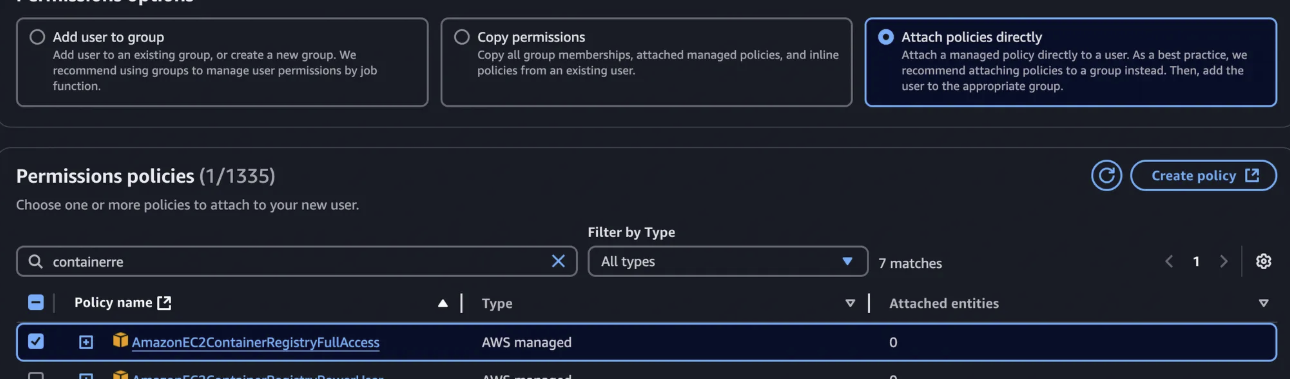 Permissions options
Add user to group
Add user to an existing group, or create a new group. We
recommend using groups to manage user permissions by job
function.
Copy permissions
Copy all group memberships, attached managed policies, and inline
policies from an existing user.
Attach policies directly
Attach a managed policy directly to a user. As a best practice, we
recommend attaching policies to a group instead. Then, add the
user to the appropriate group.
Permissions policies (1/1335)
Create policy
Choose one or more policies to attach to your new user.
Filter by Type
containerre
All types
7 matches
1
Policy name
Type
Attached entities
AmazonEC2ContainerRegistryFullAccess
AWS managed
0
AmazonEC2ContainerRegistryPowerUser
AWS managed
0